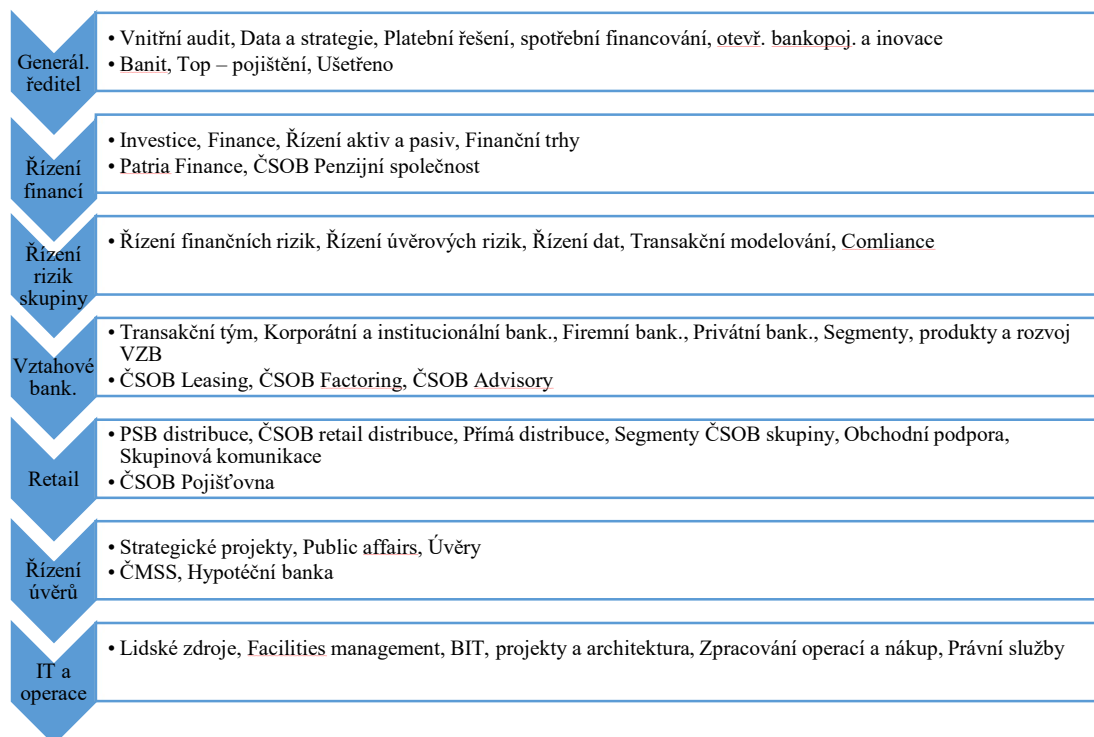 Generál.
ředitel
• Vnitřní audit, Data a strategie, Platební řešení, spotřební financování, otevř. bankopoj. a inovace
• Banit, Top – pojištění, Ušetřeno
Řízení
financí
• Investice, Finance, Řízení aktiv a pasiv, Finanční trhy
• Patria Finance, ČSOB Penzijní společnost
Řízení
rizik
skupiny
• Řízení finančních rizik, Řízení úvěrových rizik, Řízení dat, Transakční modelování, Comliance
Vztahové
bank.
• Transakční tým, Korporátní a institucionální bank., Firemní bank., Privátní bank., Segmenty, produkty a rozvoj
VZB
• ČSOB Leasing, ČSOB Factoring, ČSOB Advisory
Retail
• PSB distribuce, ČSOB retail distribuce, Přímá distribuce, Segmenty ČSOB skupiny, Obchodní podpora,
Skupinová komunikace
• ČSOB Pojišťovna
Řízení
úvěrů
• Strategické projekty, Public affairs, Úvěry
• ČMSS, Hypotéční banka
IT a
operace
• Lidské zdroje, Facilities management, BIT, projekty a architektura, Zpracování operací a nákup, Právní služby